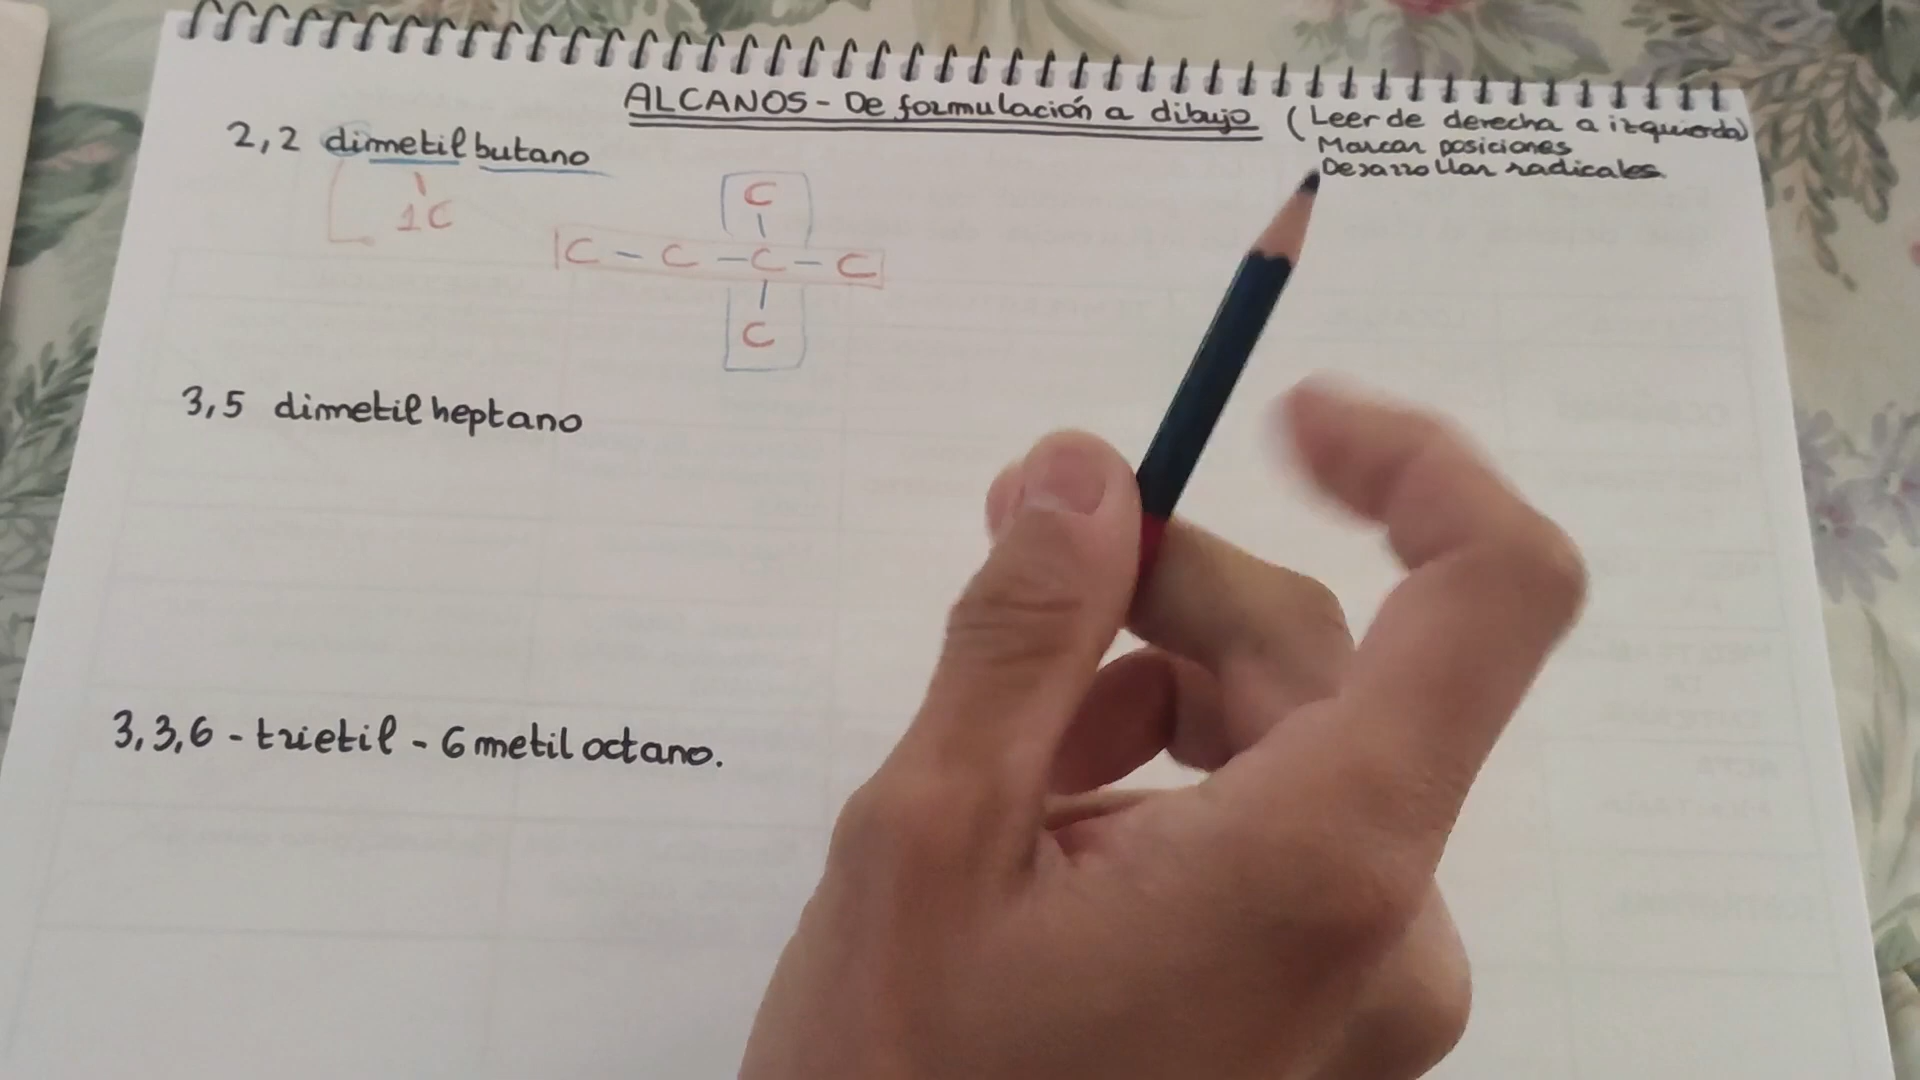 ALCANOS - De formulación a dibujo (Leer de derecha a izquierda)
Marcar posiciones
Desarrollar radicales
2,2 dimetil butano
1C
C
C - C - C - C
C
3,5 dimetil heptano
3,3,6 - trietil - 6 metil octano.